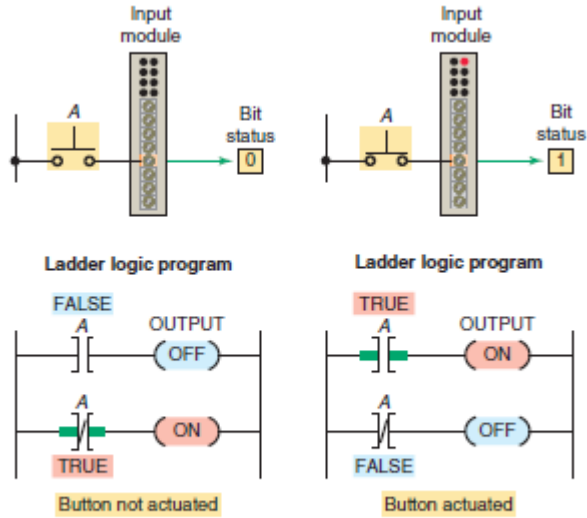 Input
module
A
Bit
status
0
Input
module
A
Bit
status
1
Ladder logic program
FALSE
A
OUTPUT
OFF
A
ON
TRUE
Button not actuated
Ladder logic program
TRUE
A
OUTPUT
ON
A
OFF
FALSE
Button actuated